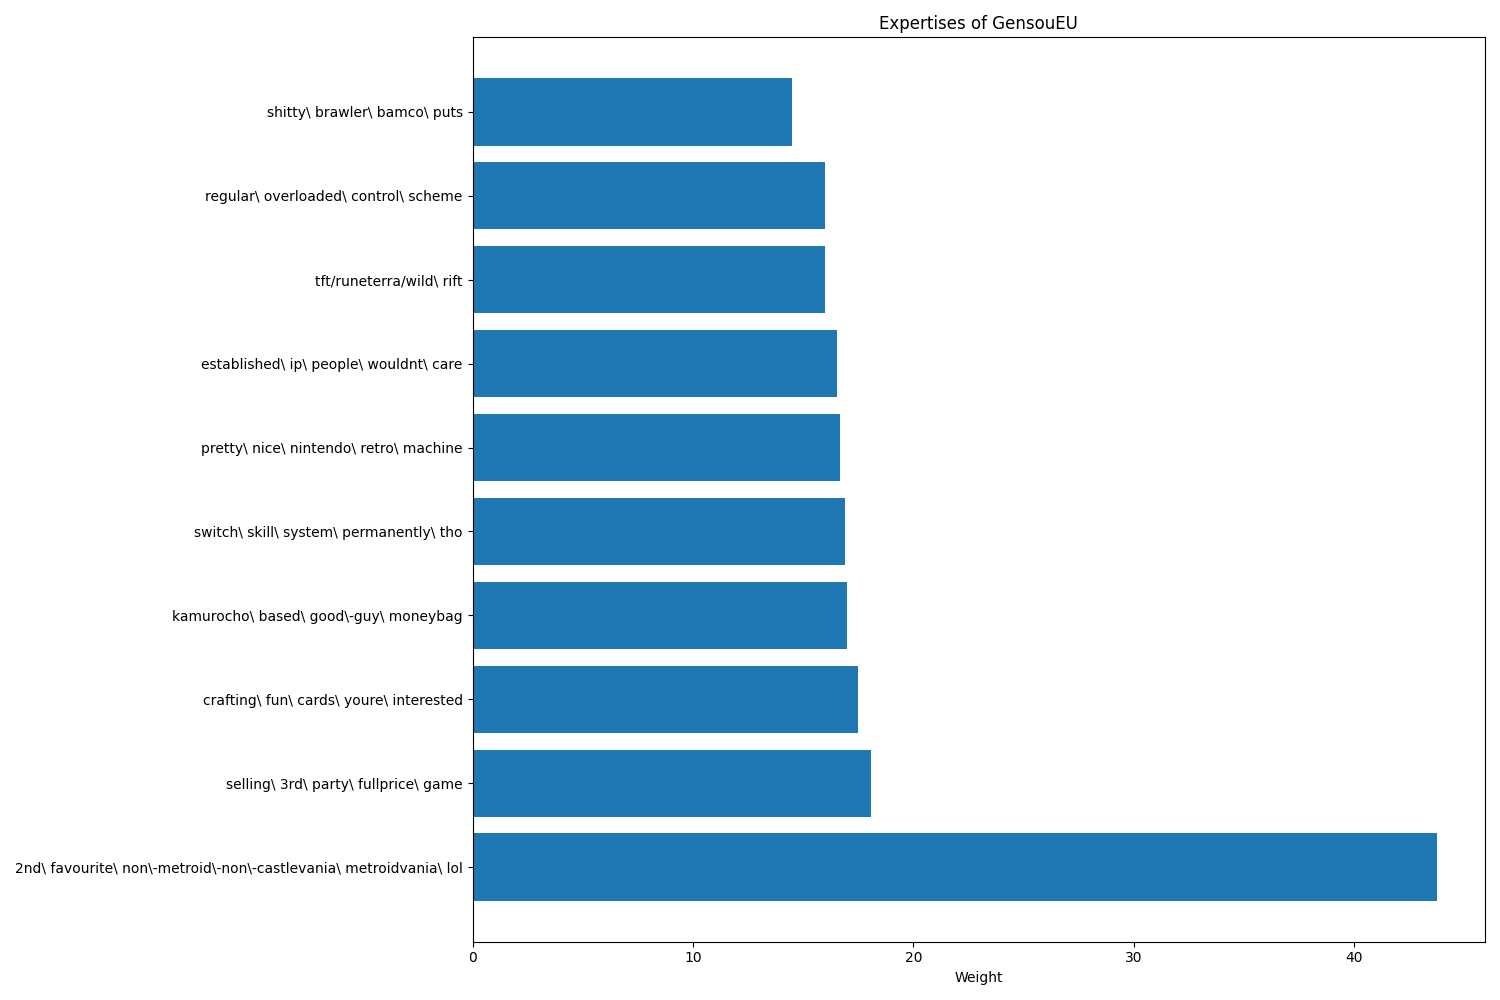 Expertises of GensouEU
shitty\ brawler\ bamco\ puts
regular\ overloaded\ control\ scheme
tft/runeterra/wild\ rift
established\ ip\ people\ wouldnt\ care
pretty\ nice\ nintendo\ retro\ machine
switch\ skill\ system\ permanently\ tho
kamurocho\ based\ good\-guy\ moneybag
crafting\ fun\ cards\ youre\ interested
selling\ 3rd\ party\ fullprice\ game
2nd\ favourite\ non\-metroid\-non\-castlevania\ metroidvania\ lol
0 10 20 30 40
Weight